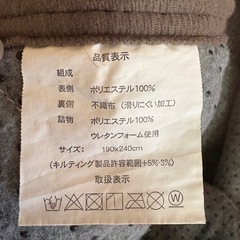 品質表示
組成
表側 ポリエステル100%
裏側 不織布（滑りにくい加工）
詰物 ポリエステル100%
ウレタンフォーム使用
サイズ: 190x240cm
(キルティング製品許容範囲+5%-3%)
取扱表示
W